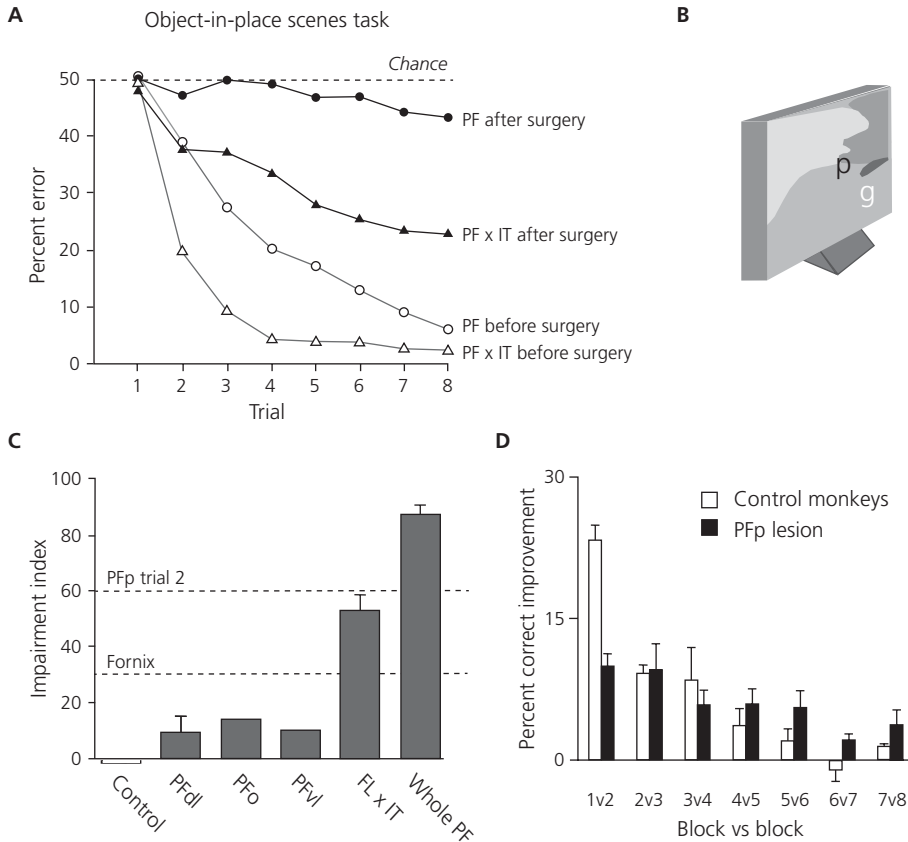 A
Object-in-place scenes task
Chance
50
40
30
20
10
0
Percent error
1 2 3 4 5 6 7 8
Trial
PF after surgery
PF x IT after surgery
PF before surgery
PF x IT before surgery
B
p
g
C
100
80
60
40
20
0
Impairment index
PFp trial 2
Fornix
Control
PFdl
PFo
PFvl
FL x IT
Whole PF
D
30
15
0
Percent correct improvement
Control monkeys
PFp lesion
1v2 2v3 3v4 4v5 5v6 6v7 7v8
Block vs block